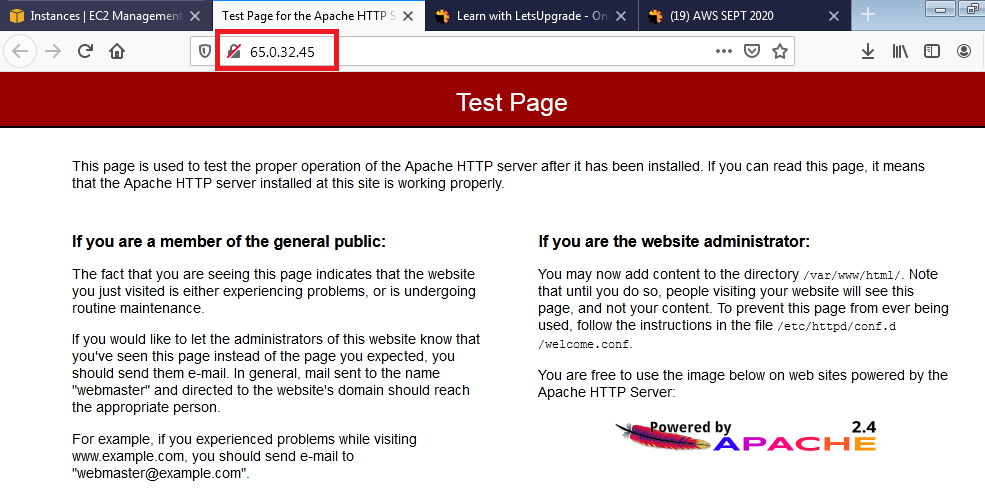 Instances | EC2 Management
Test Page for the Apache HTTP S
Learn with LetsUpgrade - Onl
(19) AWS SEPT 2020
65.0.32.45
Test Page
This page is used to test the proper operation of the Apache HTTP server after it has been installed. If you can read this page, it means
that the Apache HTTP server installed at this site is working properly.
If you are a member of the general public:
The fact that you are seeing this page indicates that the website
you just visited is either experiencing problems, or is undergoing
routine maintenance.
If you would like to let the administrators of this website know that
you've seen this page instead of the page you expected, you
should send them e-mail. In general, mail sent to the name
"webmaster" and directed to the website's domain should reach
the appropriate person.
For example, if you experienced problems while visiting
www.example.com, you should send e-mail to
"webmaster@example.com".
If you are the website administrator:
You may now add content to the directory /var/www/html/. Note
that until you do so, people visiting your website will see this
page, and not your content. To prevent this page from ever being
used, follow the instructions in the file /etc/httpd/conf.d
/welcome.conf.
You are free to use the image below on web sites powered by the
Apache HTTP Server:
Powered by 2.4
APACHE